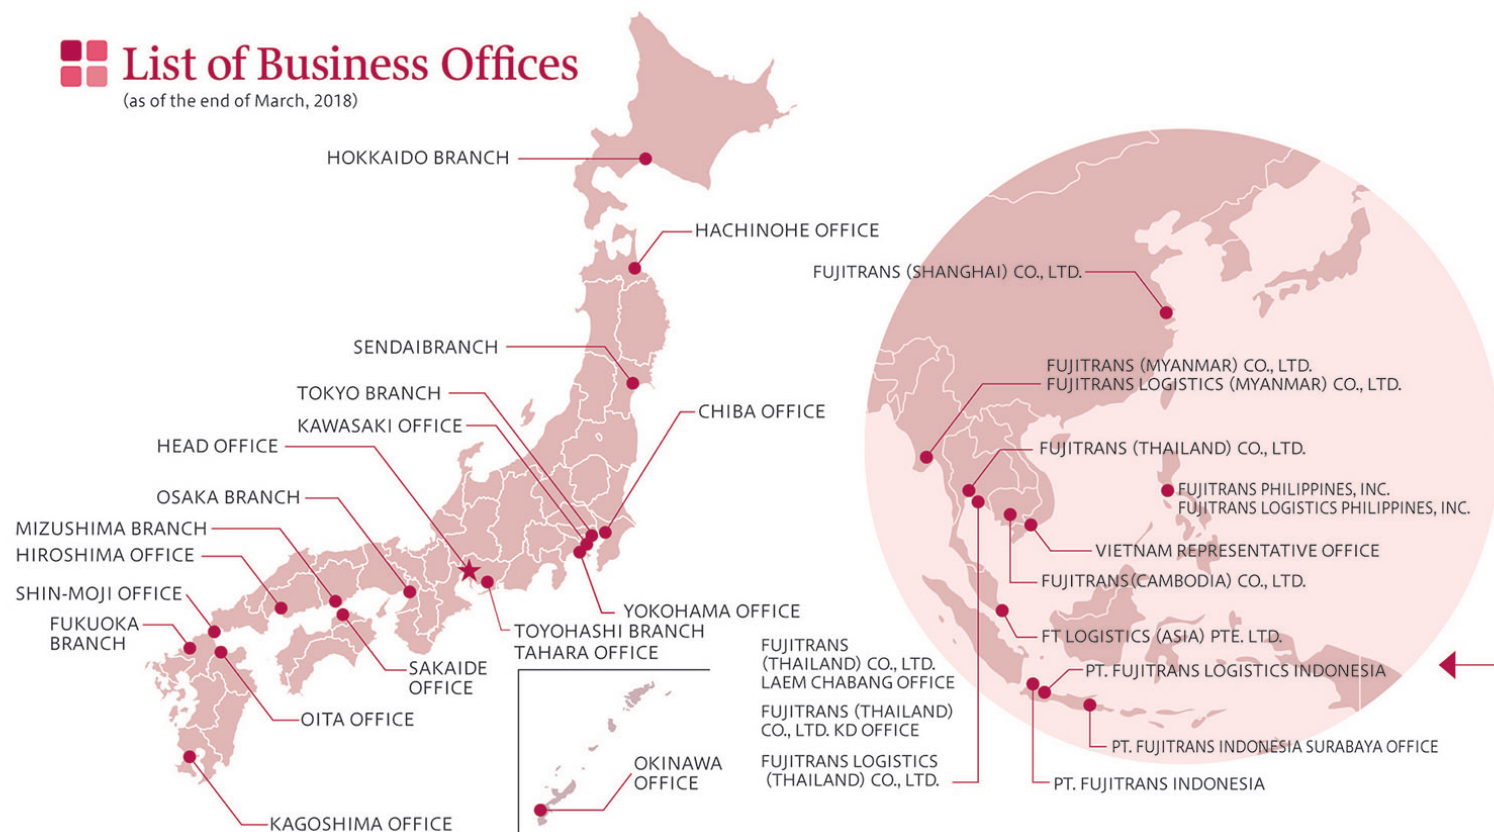 List of Business Offices
(as of the end of March, 2018)
HOKKAIDO BRANCH
HACHINOHE OFFICE
SENDAIBRANCH
TOKYO BRANCH
KAWASAKI OFFICE
CHIBA OFFICE
HEAD OFFICE
OSAKA BRANCH
MIZUSHIMA BRANCH
HIROSHIMA OFFICE
SHIN-MOJI OFFICE
FUKUOKA
BRANCH
YOKOHAMA OFFICE
TOYOHASHI BRANCH
TAHARA OFFICE
SAKAIDE
OFFICE
OITA OFFICE
KAGOSHIMA OFFICE
OKINAWA
OFFICE
FUJITRANS (SHANGHAI) CO., LTD.
FUJITRANS (MYANMAR) CO., LTD.
FUJITRANS LOGISTICS (MYANMAR) CO., LTD.
FUJITRANS (THAILAND) CO., LTD.
FUJITRANS PHILIPPINES, INC.
FUJITRANS LOGISTICS PHILIPPINES, INC.
VIETNAM REPRESENTATIVE OFFICE
FUJITRANS(CAMBODIA) CO., LTD.
FT LOGISTICS (ASIA) PTE. LTD.
FUJITRANS
(THAILAND) CO., LTD.
LAEM CHABANG OFFICE
FUJITRANS (THAILAND)
CO., LTD. KD OFFICE
FUJITRANS LOGISTICS
(THAILAND) CO., LTD.
PT. FUJITRANS LOGISTICS INDONESIA
PT. FUJITRANS INDONESIA SURABAYA OFFICE
PT. FUJITRANS INDONESIA